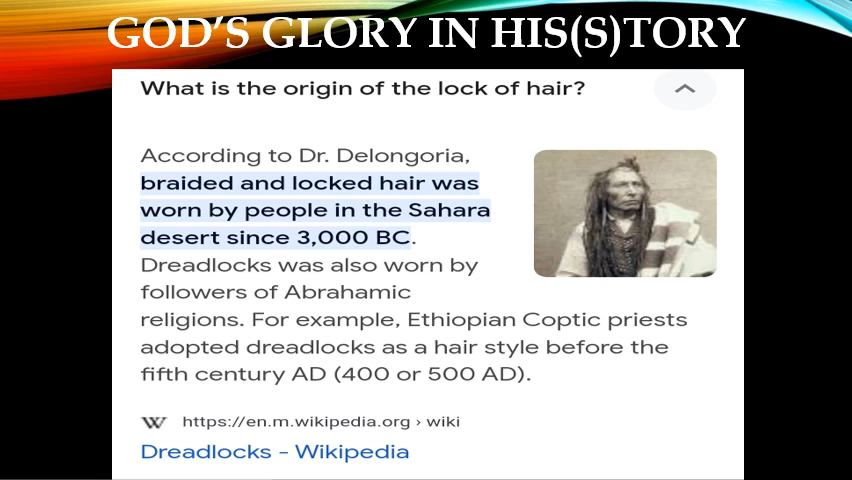 GOD'S GLORY IN HIS(S)TORY
What is the origin of the lock of hair?
According to Dr. Delongoria,
braided and locked hair was
worn by people in the Sahara
desert since 3,000 BC.
Dreadlocks was also worn by
followers of Abrahamic
religions. For example, Ethiopian Coptic priests
adopted dreadlocks as a hair style before the
fifth century AD (400 or 500 AD).
W https://en.m.wikipedia.org › wiki
Dreadlocks - Wikipedia